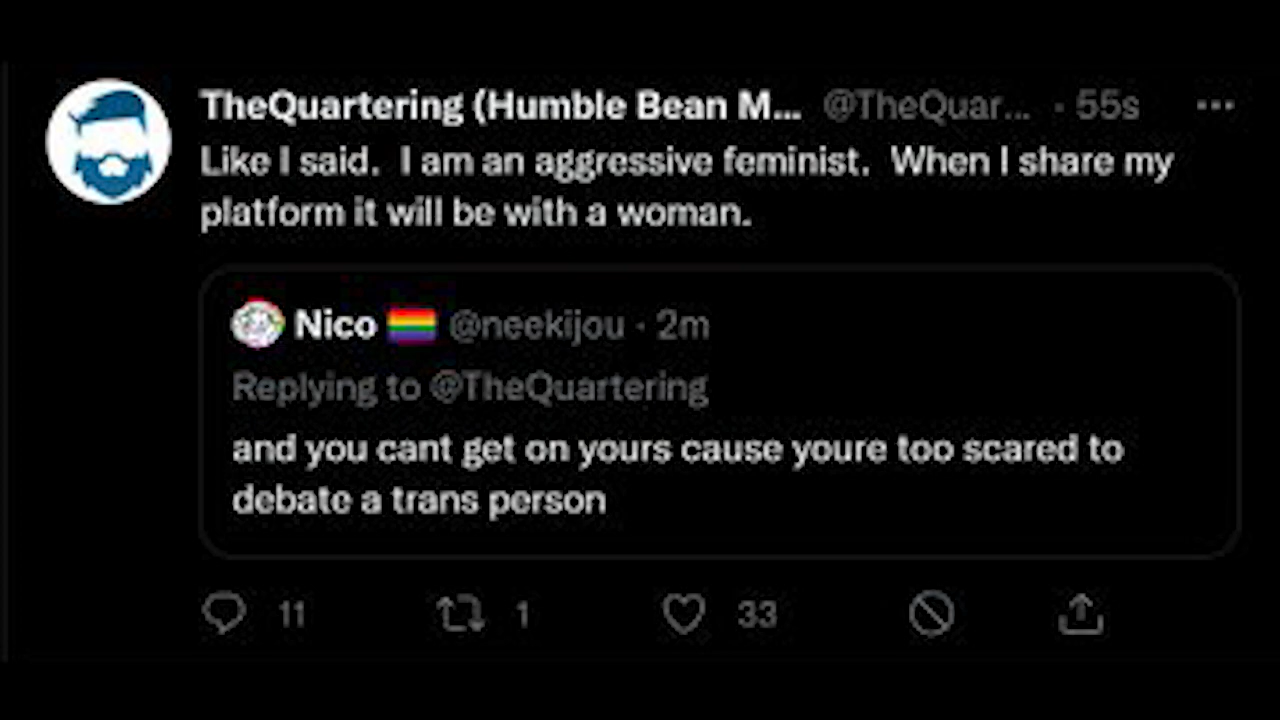 TheQuartering (Humble Bean M... @TheQuar... · 55s
Like I said.  I am an aggressive feminist.  When I share my
platform it will be with a woman.
Nico 🏳️‍🌈 @neekijou · 2m
Replying to @TheQuartering
and you cant get on yours cause youre too scared to
debate a trans person
11 1 33